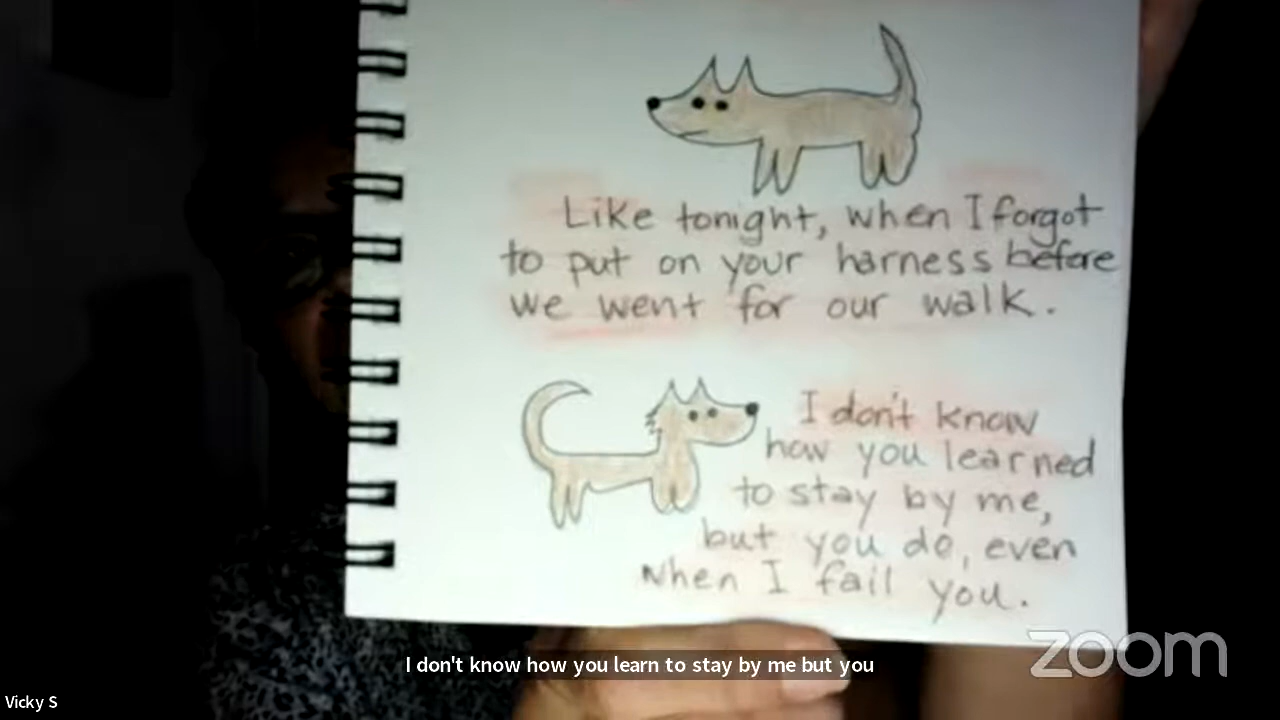 Like tonight, when I forgot
to put on your harness before
we went for our walk.
I don't know
how you learned
to stay by me,
but you do, even
when I fail you.
zoom
I don't know how you learn to stay by me but you
Vicky S